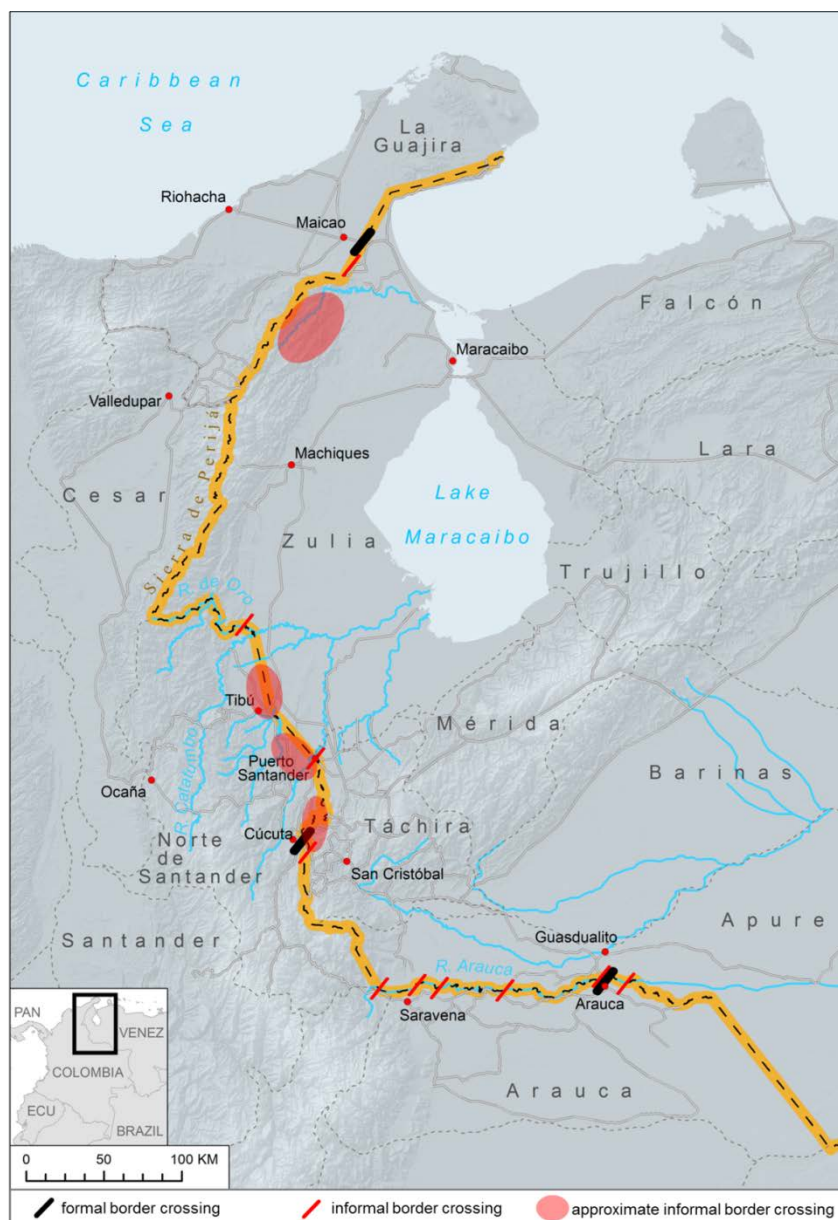 Caribbean
Sea
La
Guajira
Riohacha
Maicao
Falcón
Maracaibo
Valledupar
Machiques
Lara
Sierra de Perijá
Cesar
Lake
Maracaibo
Zulia
Trujillo
R. de Oro
Tibú
Mérida
R. Catatumbo
Puerto
Santander
Ocaña
Barinas
Táchira
Cúcuta
Norte
de
Santander
San Cristóbal
Santander
Apure
Guasdualito
R. Arauca
Saravena
Arauca
Arauca
PAN
VENEZ
COLOMBIA
ECU
BRAZIL
0 50 100 KM
formal border crossing
informal border crossing
approximate informal border crossing